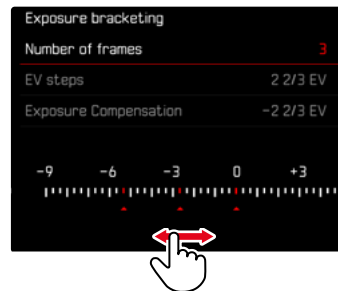 Exposure bracketing
Number of frames 3
EV steps 2 2/3 EV
Exposure Compensation -2 2/3 EV
-9 -6 -3 0 +3